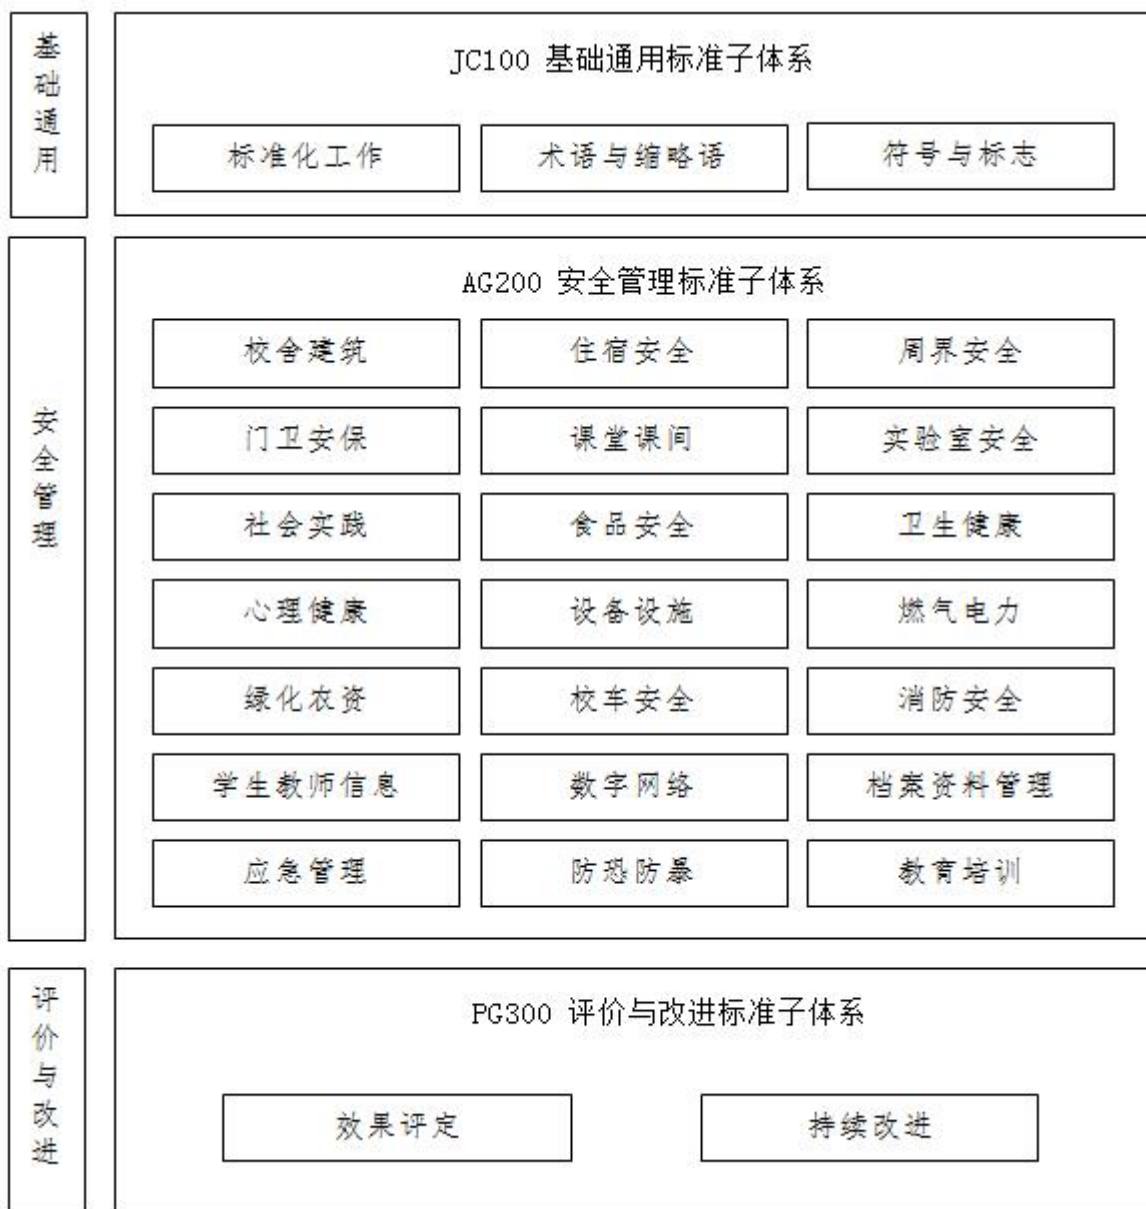 基础通用
JC100 基础通用标准子体系
标准化工作 术语与缩略语 符号与标志
安全管理
AG200 安全管理标准子体系
校舍建筑 住宿安全 周界安全
门卫安保 课堂课间 实验室安全
社会实践 食品安全 卫生健康
心理健康 设备设施 燃气电力
绿化农资 校车安全 消防安全
学生教师信息 数字网络 档案资料管理
应急管理 防恐防暴 教育培训
评价与改进
PG300 评价与改进标准子体系
效果评定 持续改进